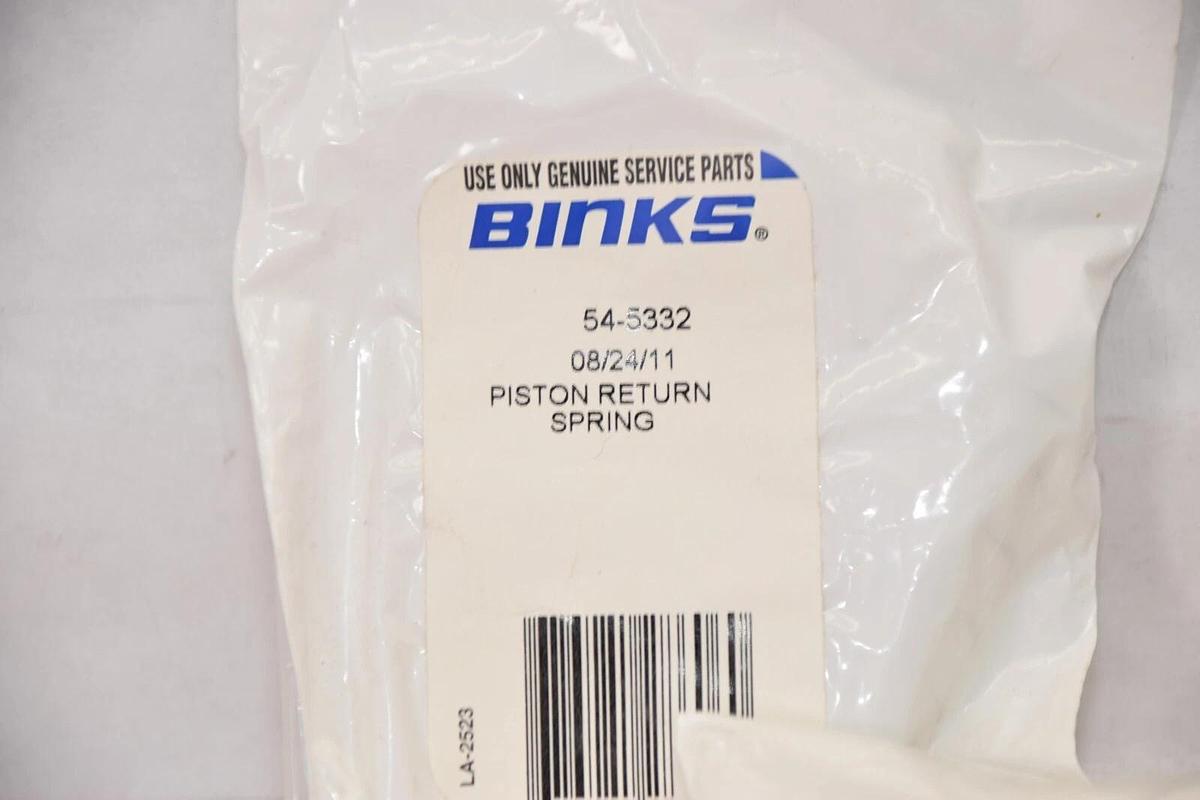 USE ONLY GENUINE SERVICE PARTS
BINKS®
54-5332
08/24/11
PISTON RETURN
SPRING
LA-2523